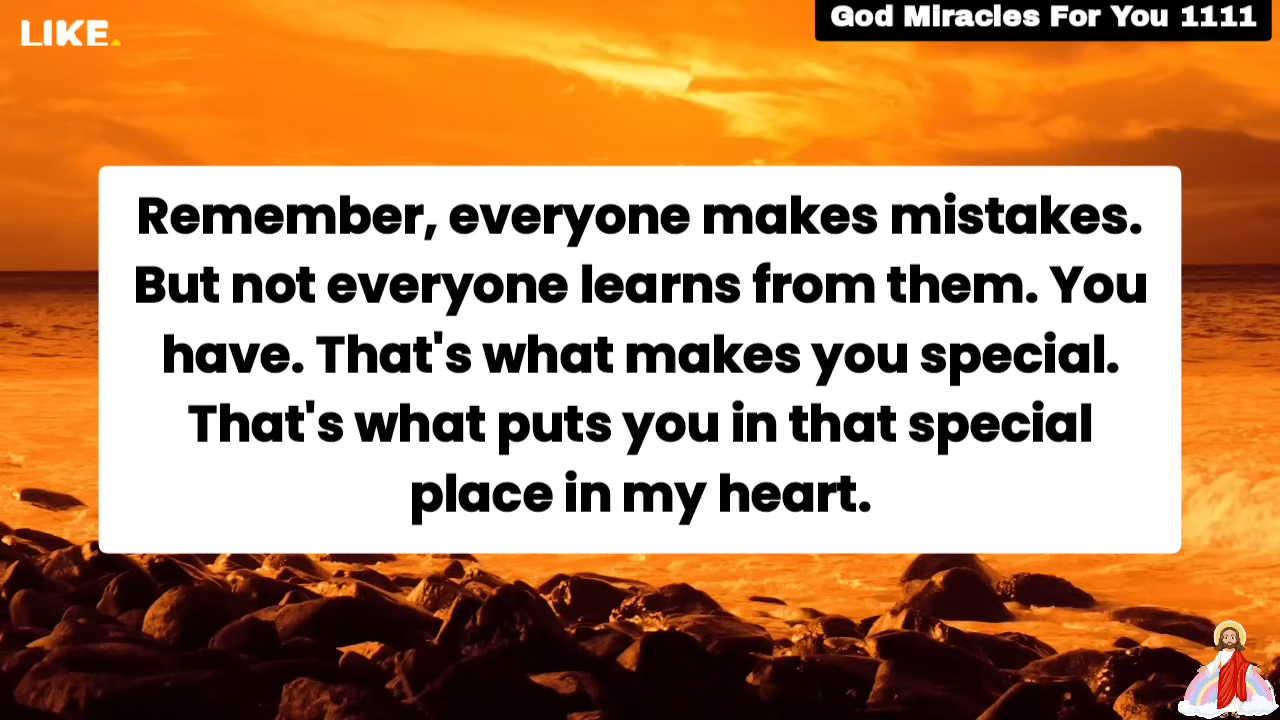 LIKE.
God Miracles For You 1111
Remember, everyone makes mistakes.
But not everyone learns from them. You
have. That's what makes you special.
That's what puts you in that special
place in my heart.